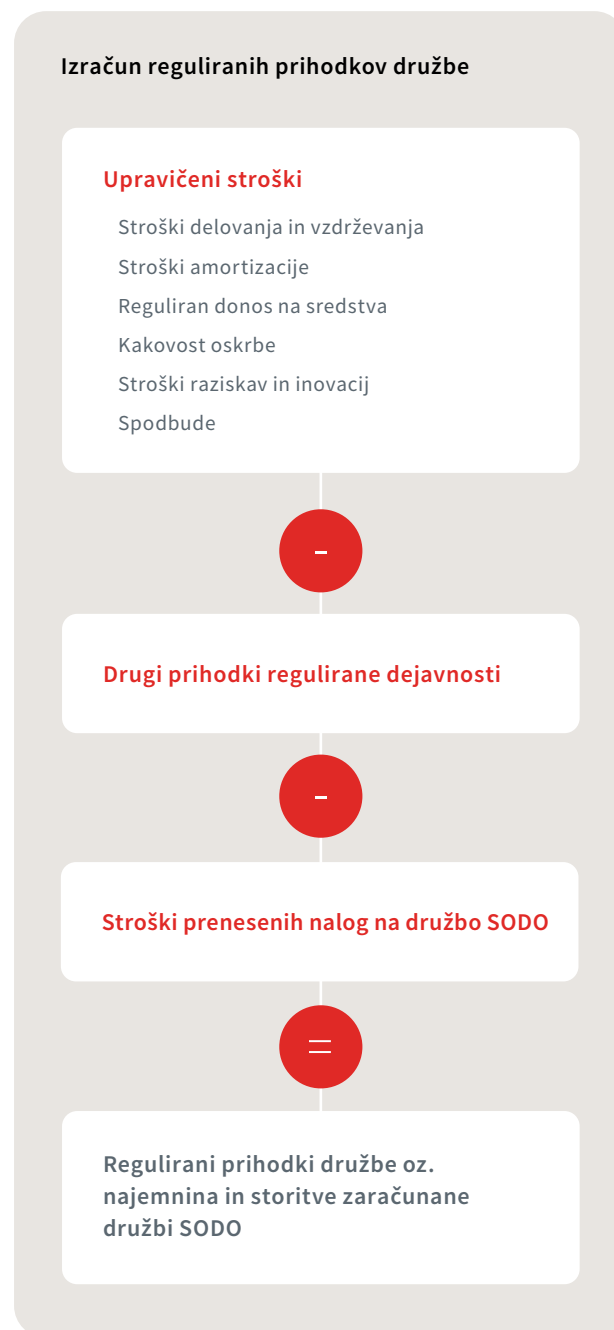 Izračun reguliranih prihodkov družbe
Upravičeni stroški
Stroški delovanja in vzdrževanja
Stroški amortizacije
Reguliran donos na sredstva
Kakovost oskrbe
Stroški raziskav in inovacij
Spodbude
-
Drugi prihodki regulirane dejavnosti
-
Stroški prenesenih nalog na družbo SODO
=
Regulirani prihodki družbe oz.
najemnina in storitve zaračunane
družbi SODO